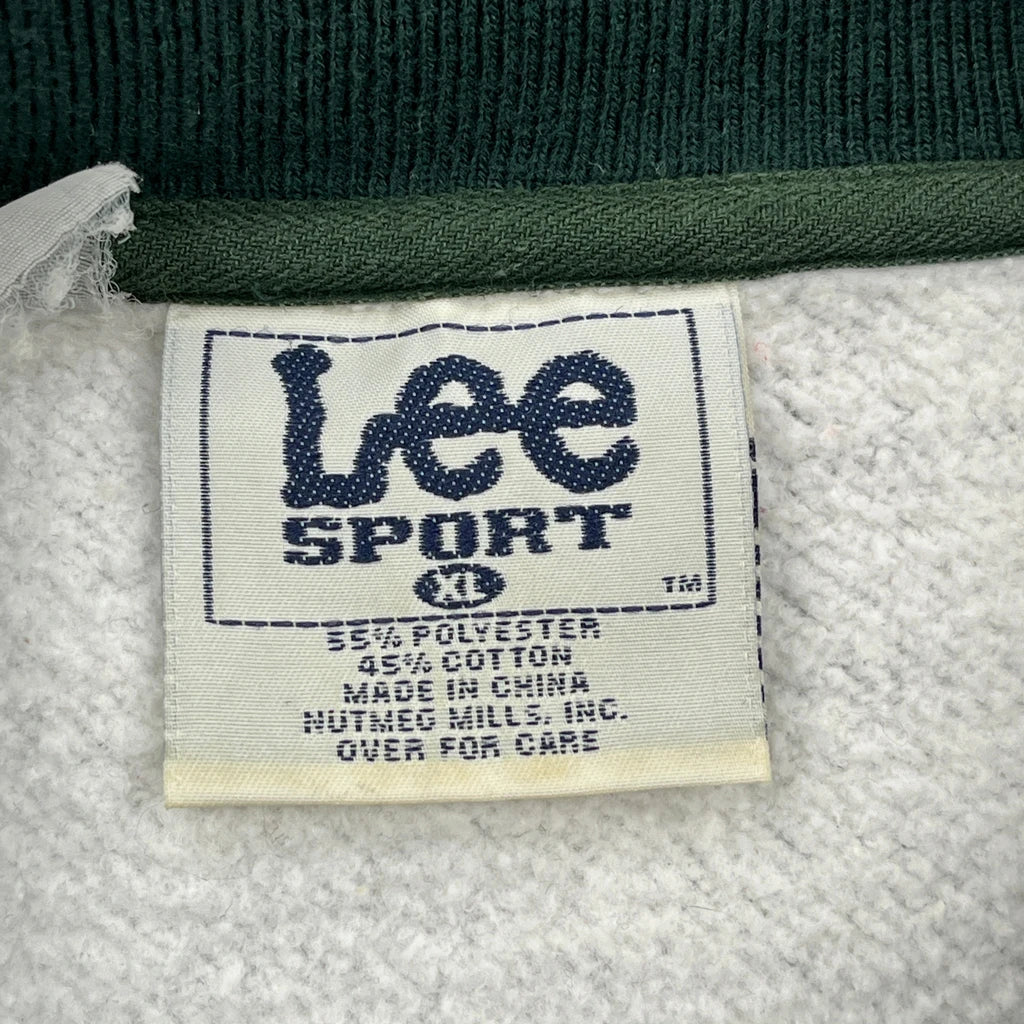 Lee
SPORT
XL
TM
55% POLYESTER
45% COTTON
MADE IN CHINA
NUTMEG MILLS, INC.
OVER FOR CARE